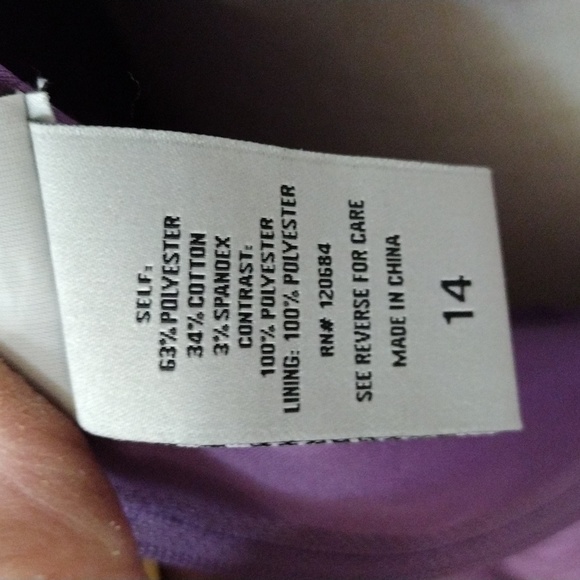 SELF:
63% POLYESTER
34% COTTON
3% SPANDEX
CONTRAST:
100% POLYESTER
LINING: 100% POLYESTER
RN# 120684
SEE REVERSE FOR CARE
MADE IN CHINA
14